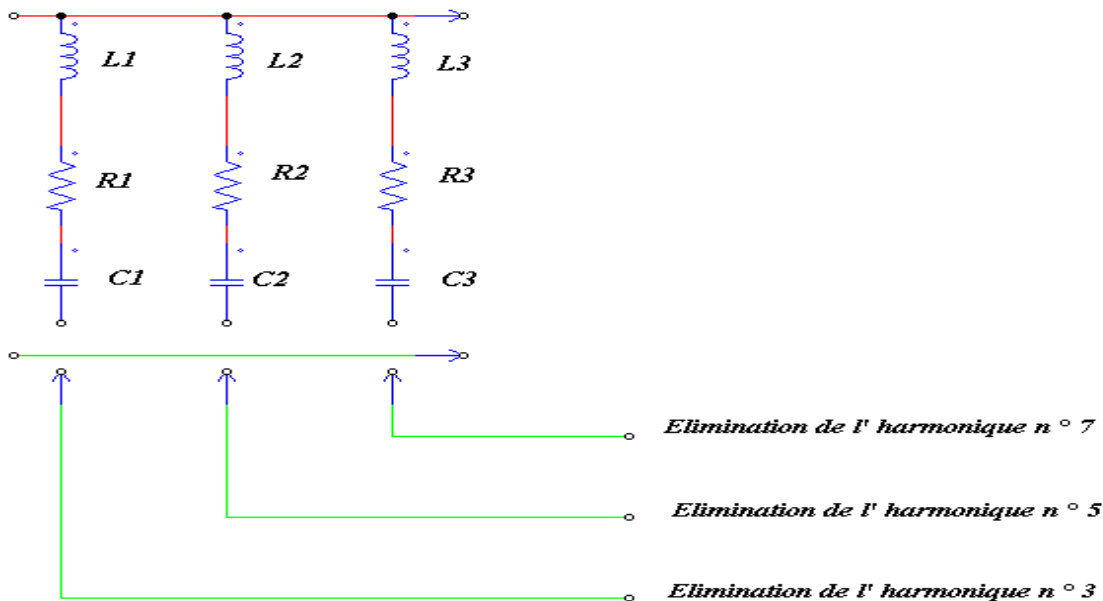 L1
L2
L3
R1
R2
R3
C1
C2
C3
Elimination de l' harmonique n ° 7
Elimination de l' harmonique n ° 5
Elimination de l' harmonique n ° 3